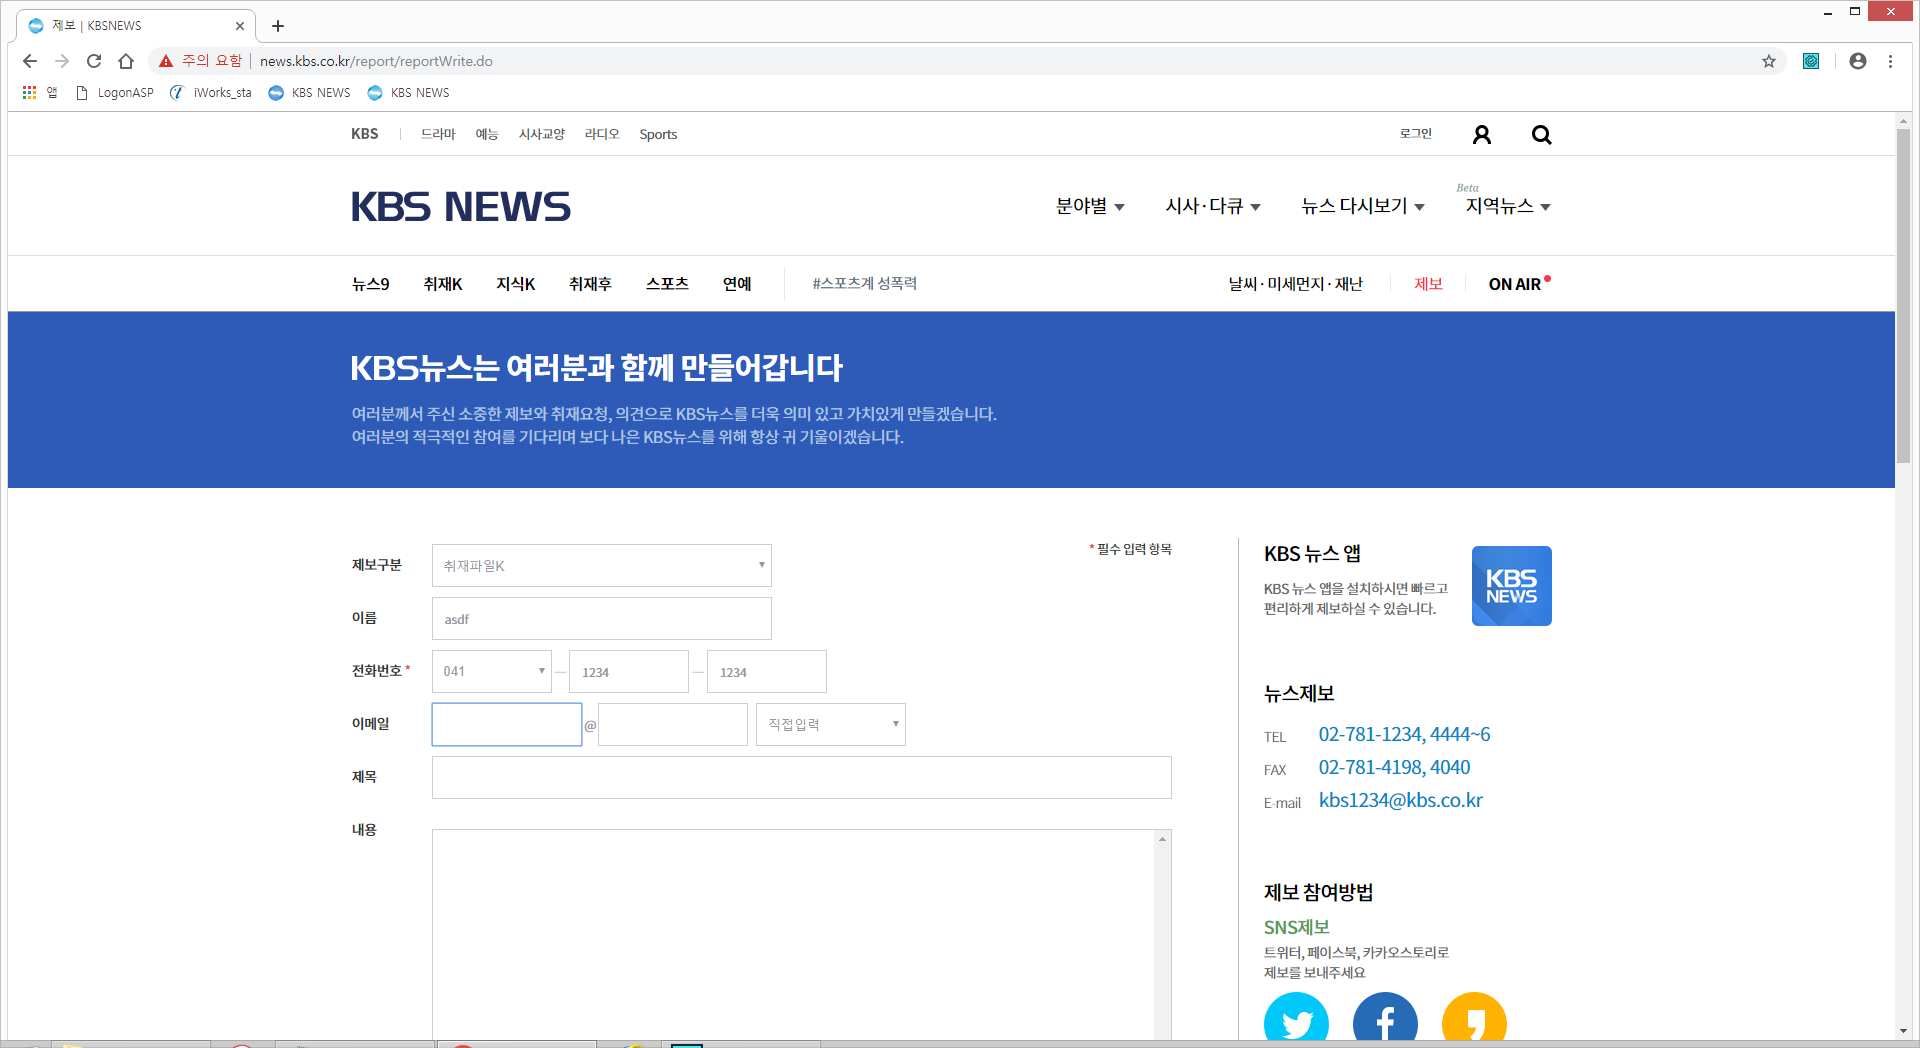 제보 | KBSNEWS
주의 요함 | news.kbs.co.kr/report/reportWrite.do
앱 LogonASP iWorks_sta KBS NEWS KBS NEWS
KBS 드라마 예능 시사교양 라디오 Sports 로그인
Beta
KBS NEWS 분야별 시사·다큐 뉴스 다시보기 지역뉴스
뉴스9 취재K 지식K 취재후 스포츠 연예 #스포츠계 성폭력 날씨·미세먼지·재난 제보 ON AIR
KBS뉴스는 여러분과 함께 만들어갑니다
여러분께서 주신 소중한 제보와 취재요청, 의견으로 KBS뉴스를 더욱 의미 있고 가치있게 만들겠습니다.
여러분의 적극적인 참여를 기다리며 보다 나은 KBS뉴스를 위해 항상 귀 기울이겠습니다.
* 필수 입력 항목
제보구분 취재파일K
이름 asdf
전화번호 * 041 — 1234 — 1234
이메일 @ 직접입력
제목
내용
KBS 뉴스 앱
KBS 뉴스 앱을 설치하시면 빠르고
편리하게 제보하실 수 있습니다.
KBS
NEWS
뉴스제보
TEL 02-781-1234, 4444~6
FAX 02-781-4198, 4040
E-mail kbs1234@kbs.co.kr
제보 참여방법
SNS제보
트위터, 페이스북, 카카오스토리로
제보를 보내주세요